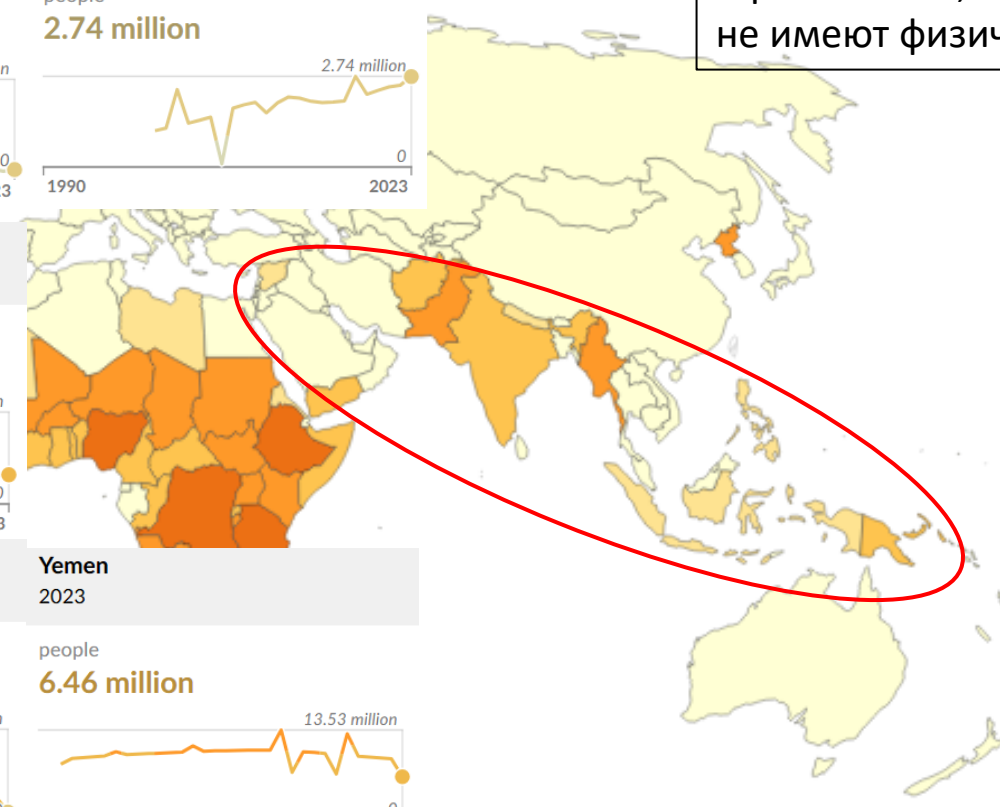 people
2.74 million
2.74 million
0
1990
2023
не имеют
Yemen
2023
people
6.46 million
13.53 million
0